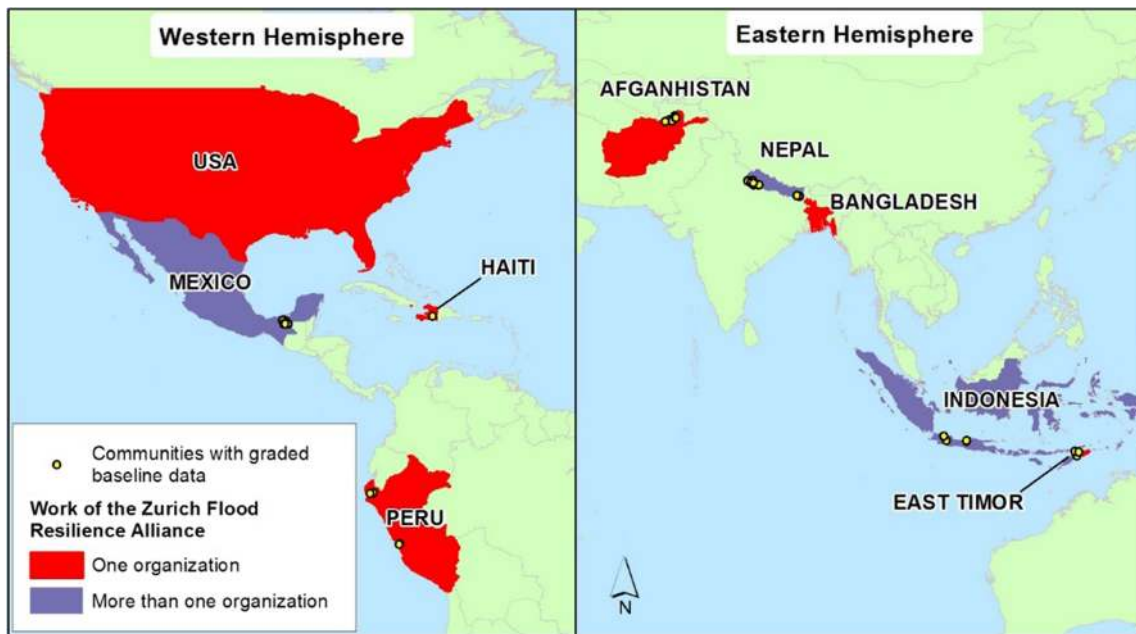 Western Hemisphere
USA
MEXICO
HAITI
PERU
Communities with graded
baseline data
Work of the Zurich Flood
Resilience Alliance
One organization
More than one organization
Eastern Hemisphere
AFGANHISTAN
NEPAL
BANGLADESH
INDONESIA
EAST TIMOR
N